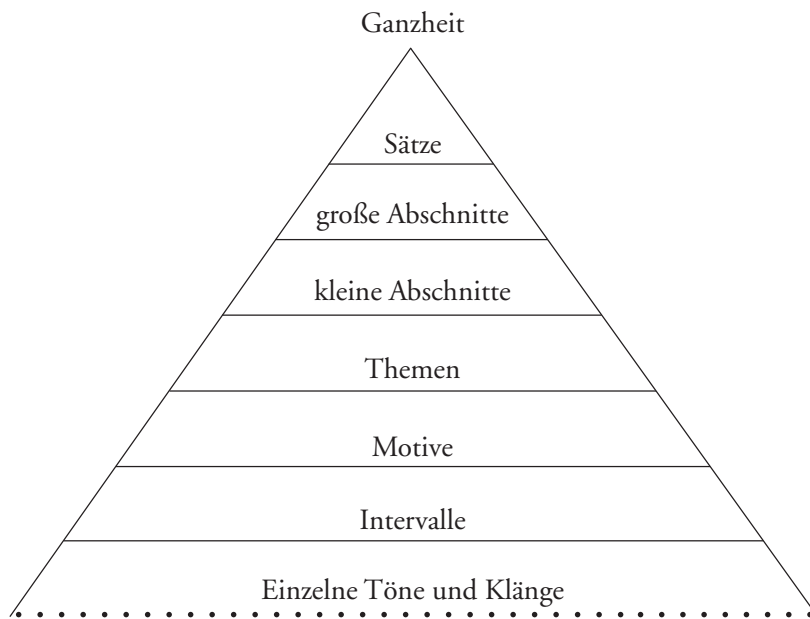 Ganzheit
Sätze
große Abschnitte
kleine Abschnitte
Themen
Motive
Intervalle
Einzelne Töne und Klänge